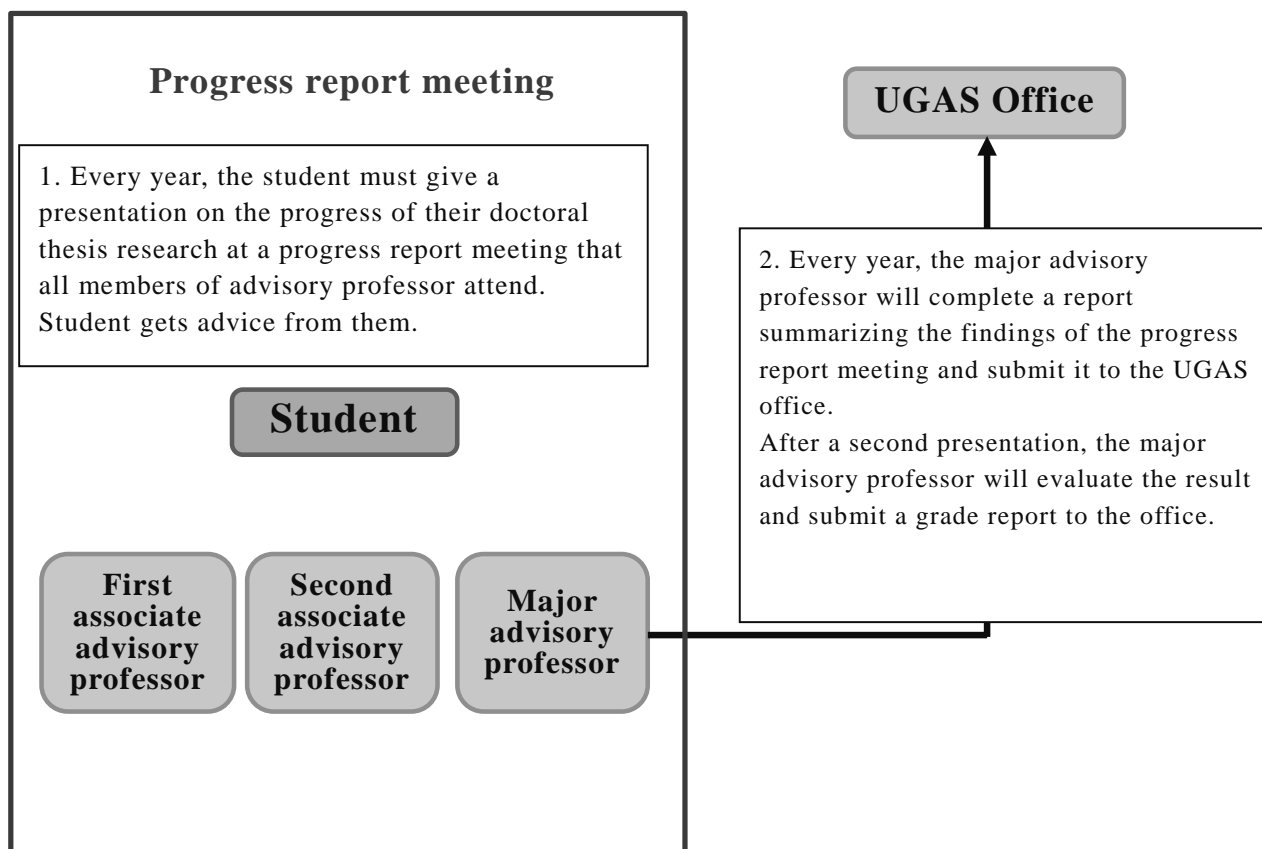 Progress report meeting
1. Every year, the student must give a
presentation on the progress of their doctoral
thesis research at a progress report meeting that
all members of advisory professor attend.
Student gets advice from them.
Student
First
associate
advisory
professor
Second
associate
advisory
professor
Major
advisory
professor
UGAS Office
2. Every year, the major advisory
professor will complete a report
summarizing the findings of the progress
report meeting and submit it to the UGAS
office.
After a second presentation, the major
advisory professor will evaluate the result
and submit a grade report to the office.